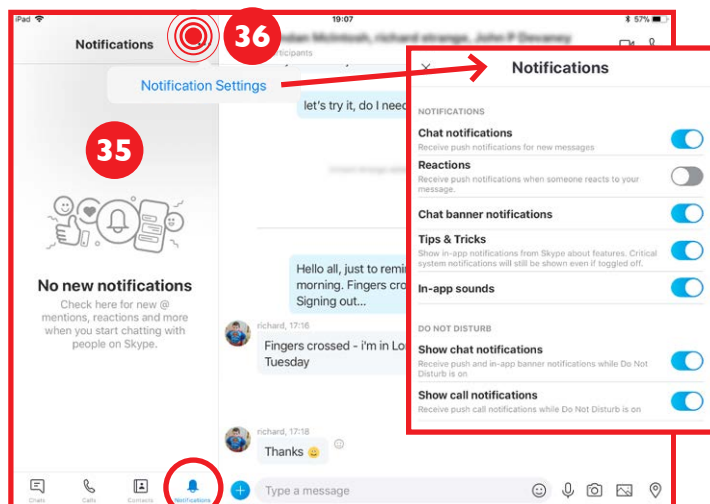 iPad
19:07
57%
Notifications
36
richard strange, John P Devaney
Notification Settings
let's try it, do I need
35
No new notifications
Check here for new @
mentions, reactions and more
when you start chatting with
people on Skype.
Hello all, just to remi
morning. Fingers cro
Signing out...
richard, 17:16
Fingers crossed - i'm in Lo
Tuesday
richard, 17:18
Thanks
Chats
Calls
Contacts
Notifications
Type a message
Notifications
NOTIFICATIONS
Chat notifications
Receive push notifications for new messages
Reactions
Receive push notifications when someone reacts to your
message.
Chat banner notifications
Tips & Tricks
Show in-app notifications from Skype about features. Critical
system notifications will still be shown even if toggled off.
In-app sounds
DO NOT DISTURB
Show chat notifications
Receive push and in-app banner notifications while Do Not
Disturb is on
Show call notifications
Receive push call notifications while Do Not Disturb is on